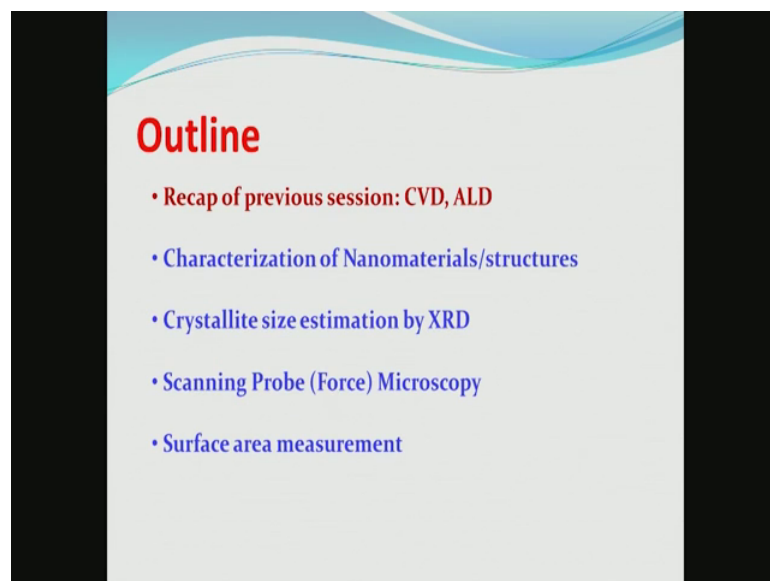 Outline
• Recap of previous session: CVD, ALD
• Characterization of Nanomaterials/structures
• Crystallite size estimation by XRD
• Scanning Probe (Force) Microscopy
• Surface area measurement